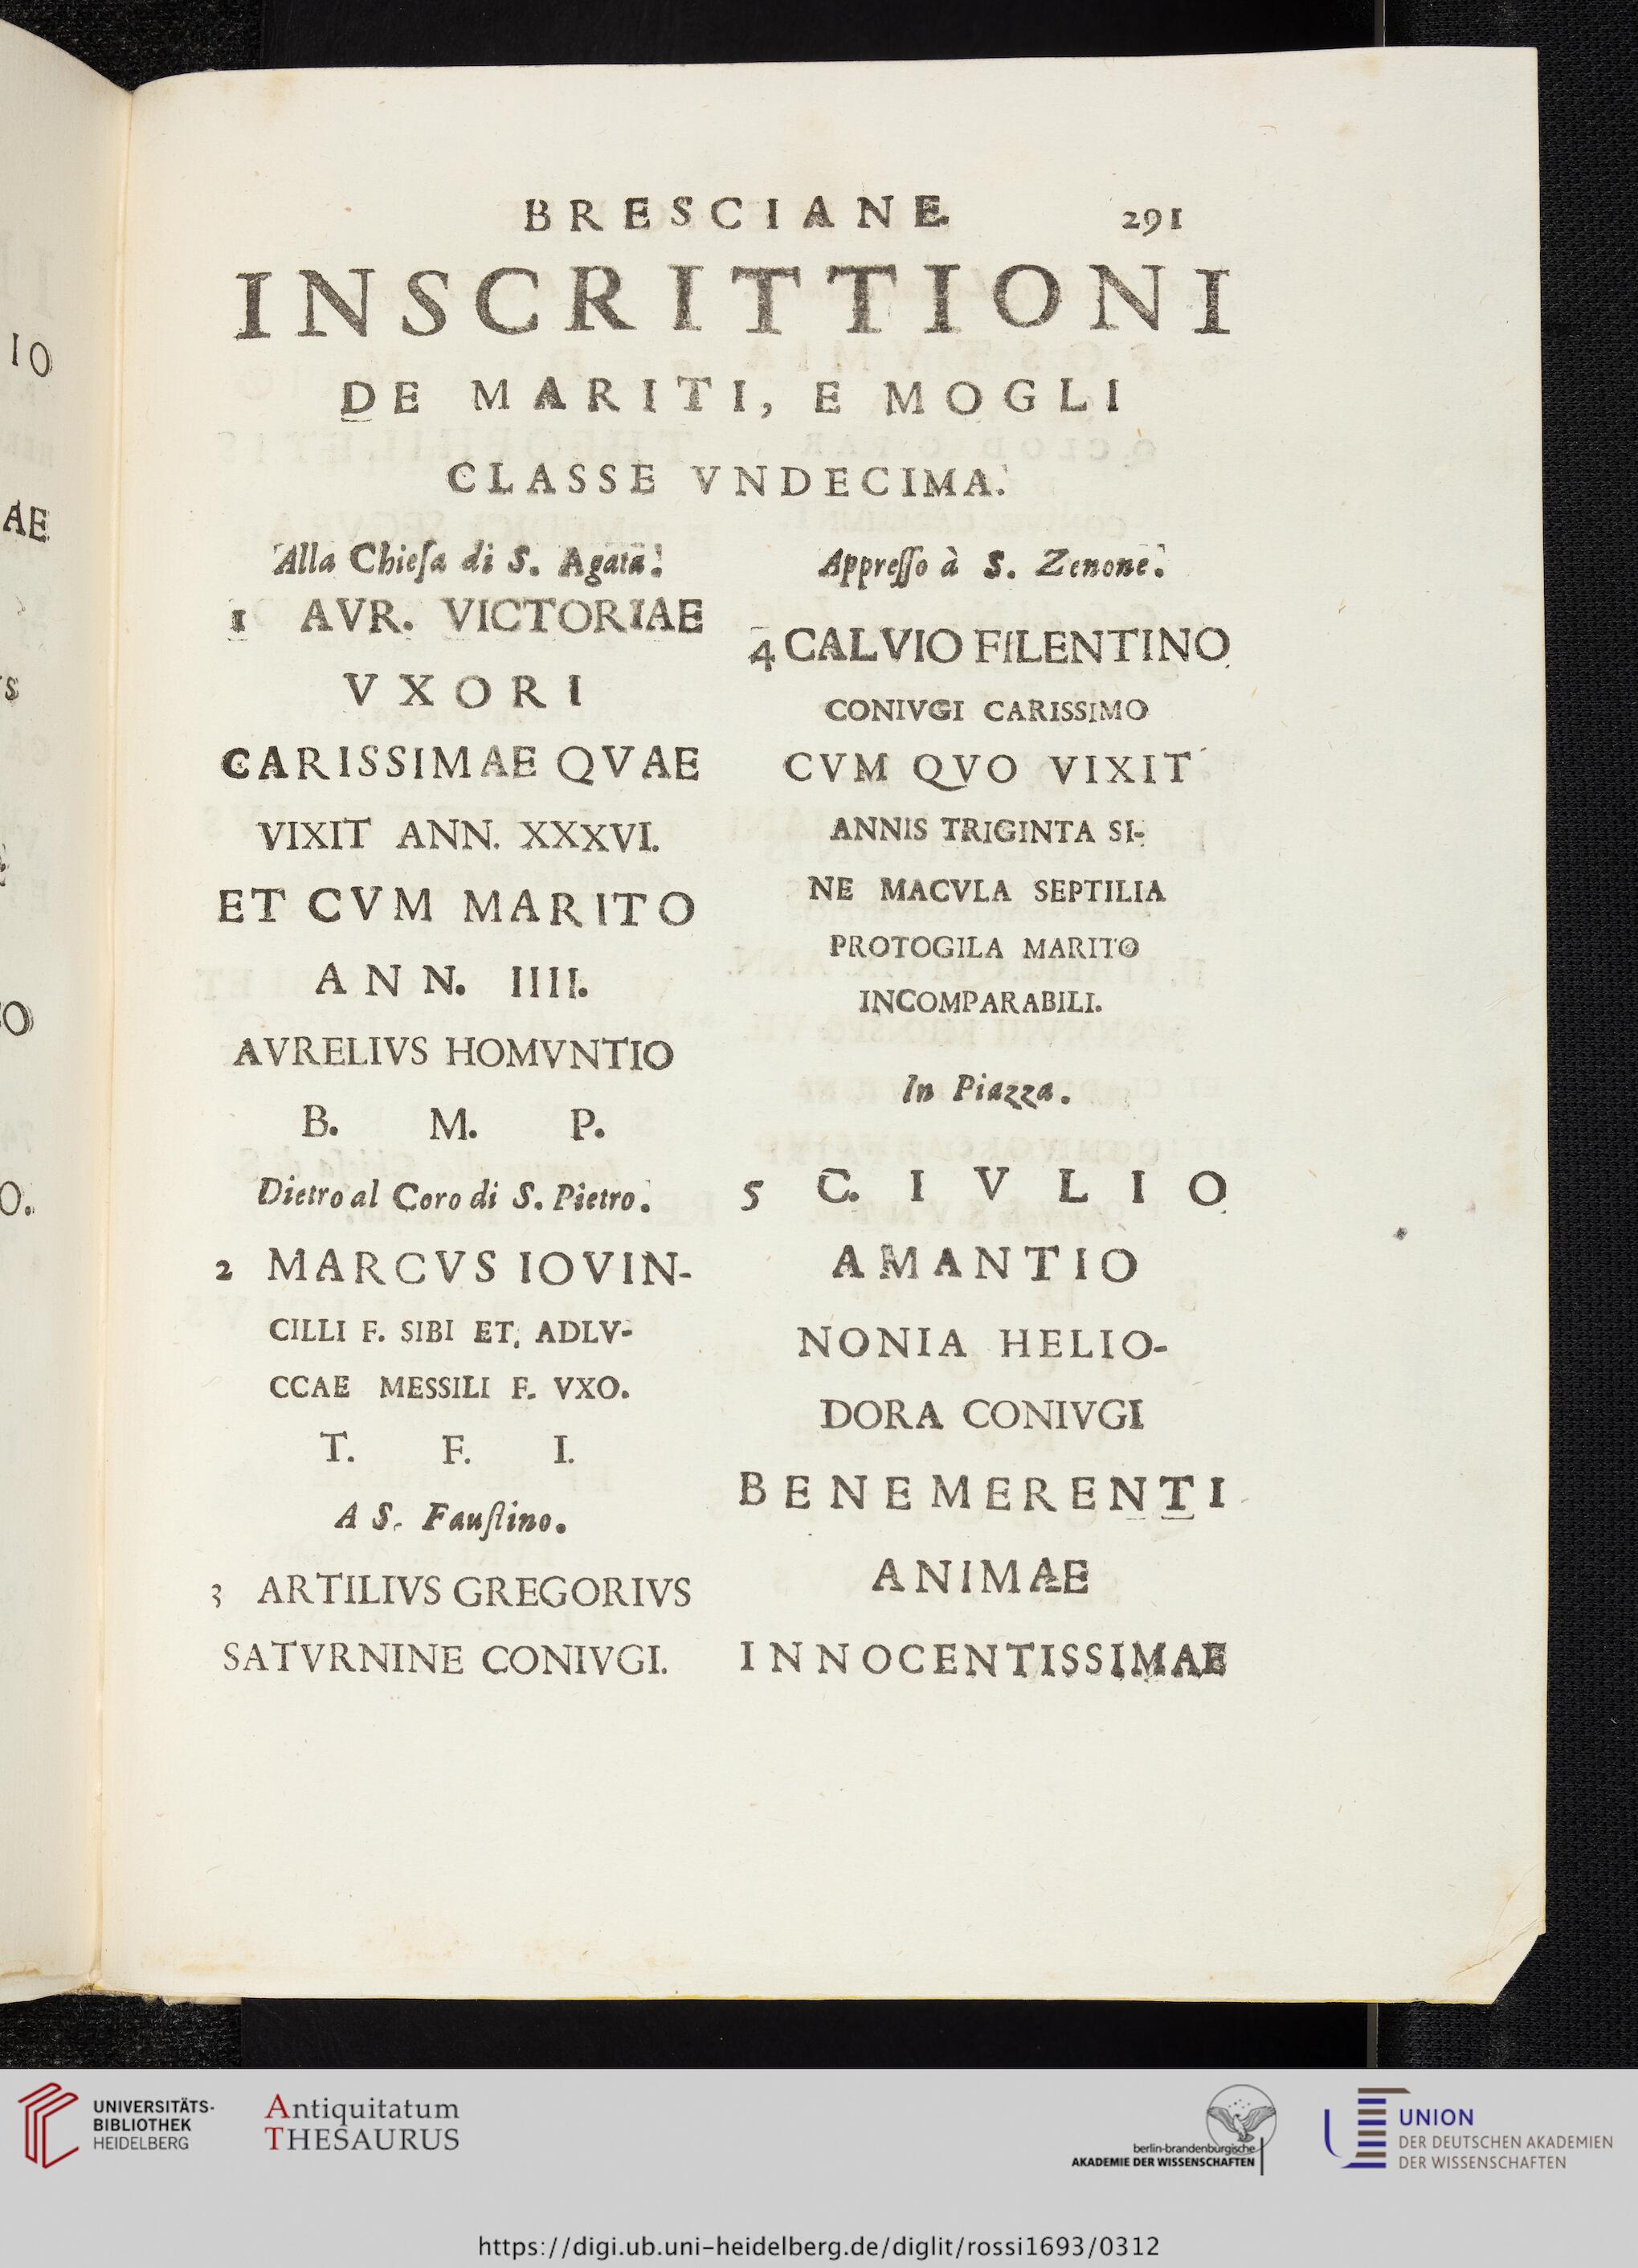 BRESCIANE. 291
INSCRITTIONI
DE MARITI, E MOGLI
CLASSE VNDECIMA.
Alla Chieſa di S. Agata.
1 AVR. VICTORIAE
VXORI
CARISSIMAE QVAE
VIXIT ANN. XXXVI.
ET CVM MARITO
ANN. IIII.
AVRELIVS HOMVNTIO
B. M. P.
Dietro al Coro di S. Pietro.
2 MARCVS IOVIN-
CILLI F. SIBI ET, ADLV-
CCAE MESSILI F. VXO.
T. F. I.
A S. Fauſtino.
3 ARTILIVS GREGORIVS
SATVRNINE CONIVGI.
Appreſſo à S. Zenone.
4 CALVIO FILENTINO
CONIVGI CARISSIMO
CVM QVO VIXIT
ANNIS TRIGINTA SI-
NE MACVLA SEPTILIA
PROTOGILA MARITO
INCOMPARABILI.
In Piazza.
5 C. IVLIO
AMANTIO
NONIA HELIO-
DORA CONIVGI
BENEMERENTI
ANIMAE
INNOCENTISSIMAE
IO
AE
VS
O
O.
UNIVERSITÄTS-
BIBLIOTHEK
HEIDELBERG
Antiquitatum
THESAURUS
berlin-brandenburgische
AKADEMIE DER WISSENSCHAFTEN
UNION
DER DEUTSCHEN AKADEMIEN
DER WISSENSCHAFTEN
https://digi.ub.uni-heidelberg.de/diglit/rossi1693/0312